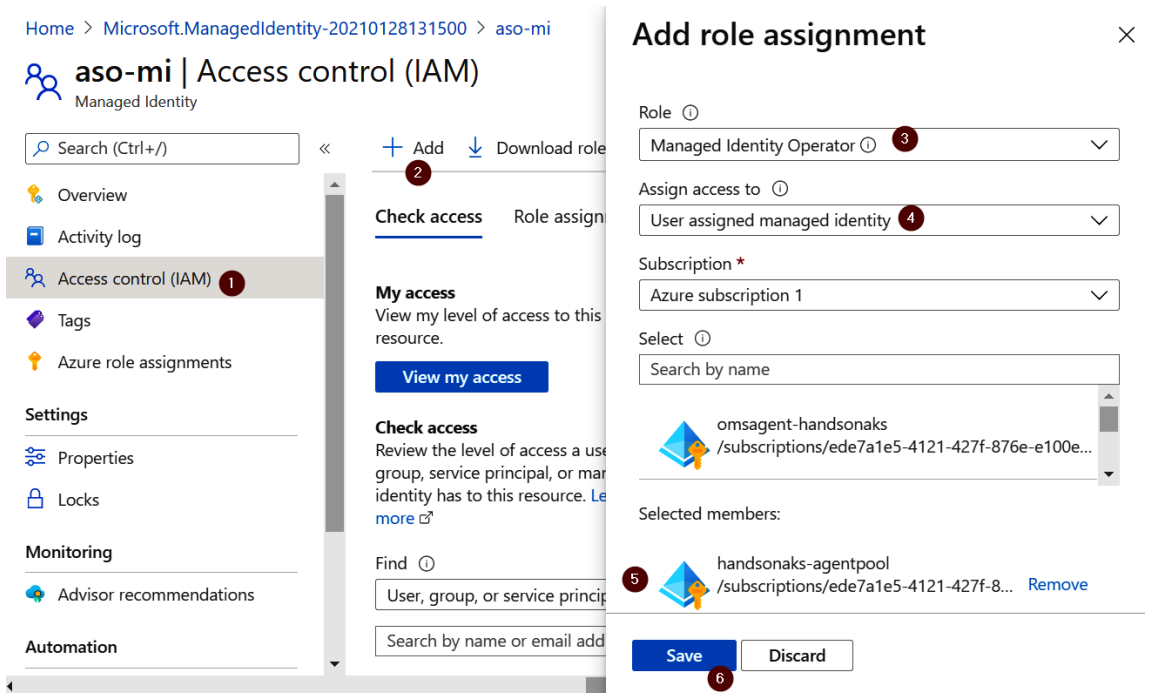 Home > Microsoft.ManagedIdentity-20210128131500 > aso-mi
aso-mi | Access control (IAM)
Managed Identity
Search (Ctrl+/)
«
Overview
Activity log
Access control (IAM) 1
Tags
Azure role assignments
Settings
Properties
Locks
Monitoring
Advisor recommendations
Automation
+ Add
Download role
2
Check access
Role assign
My access
View my level of access to this
resource.
View my access
Check access
Review the level of access a use
group, service principal, or man
identity has to this resource. Le
more
Find
User, group, or service princip
Search by name or email add
Add role assignment
Role
Managed Identity Operator 3
Assign access to
User assigned managed identity 4
Subscription *
Azure subscription 1
Select
Search by name
omsagent-handsonaks
/subscriptions/ede7a1e5-4121-427f-876e-e100e...
Selected members:
5
handsonaks-agentpool
/subscriptions/ede7a1e5-4121-427f-8... Remove
Save
Discard
6